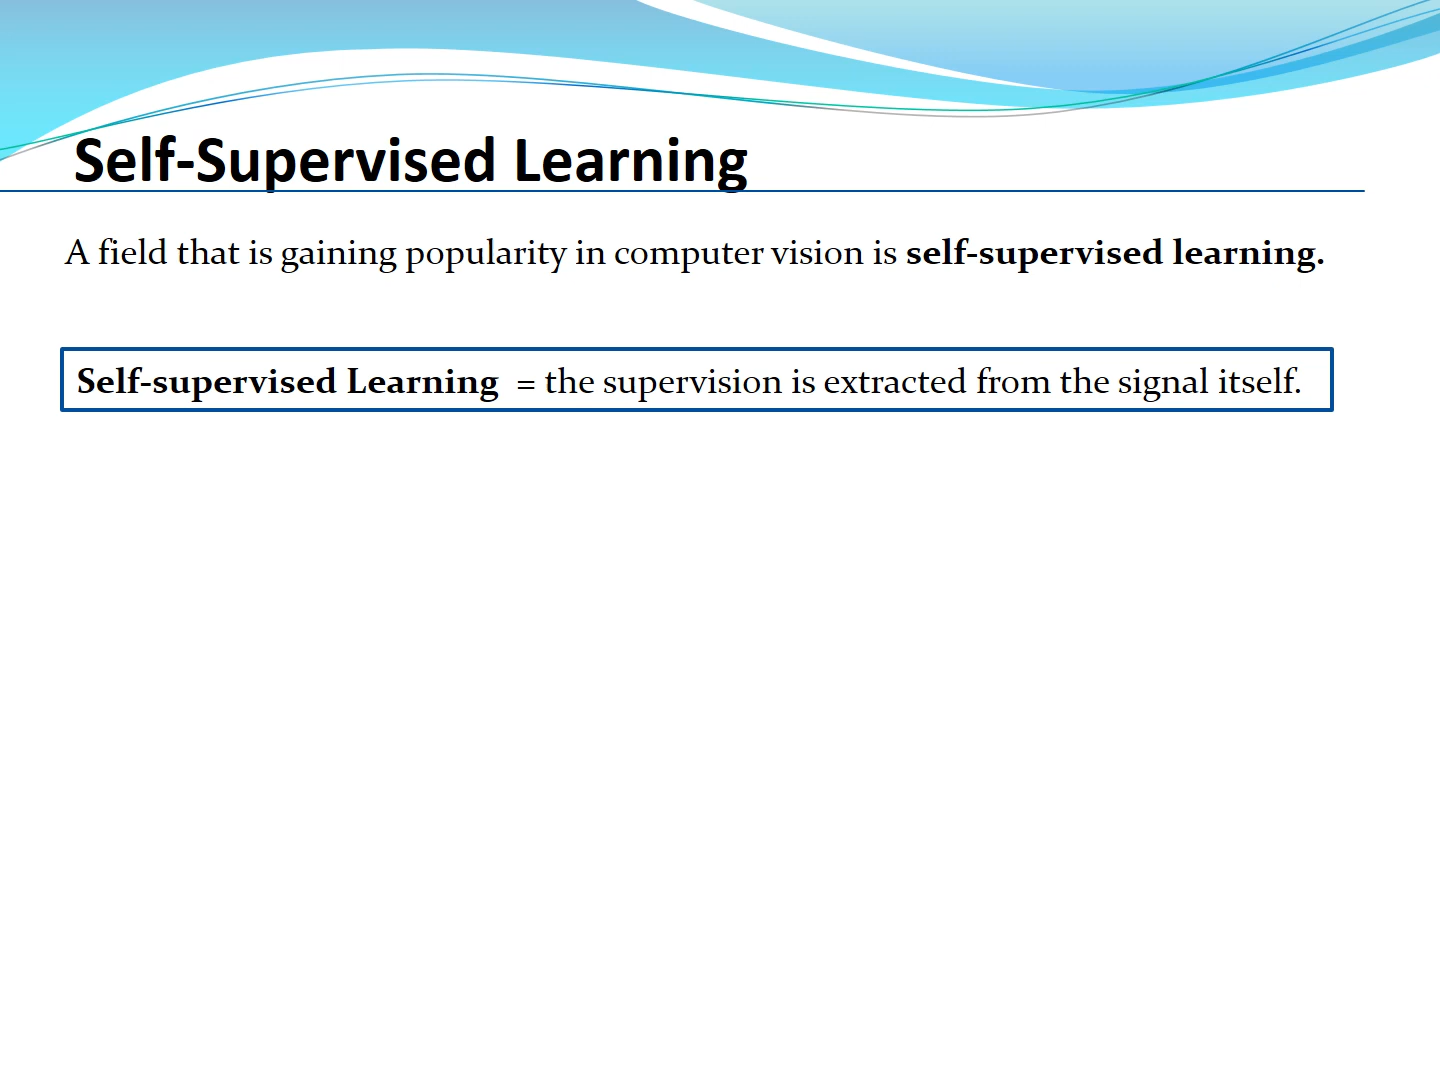 Self-Supervised Learning
A field that is gaining popularity in computer vision is self-supervised learning.
Self-supervised Learning = the supervision is extracted from the signal itself.